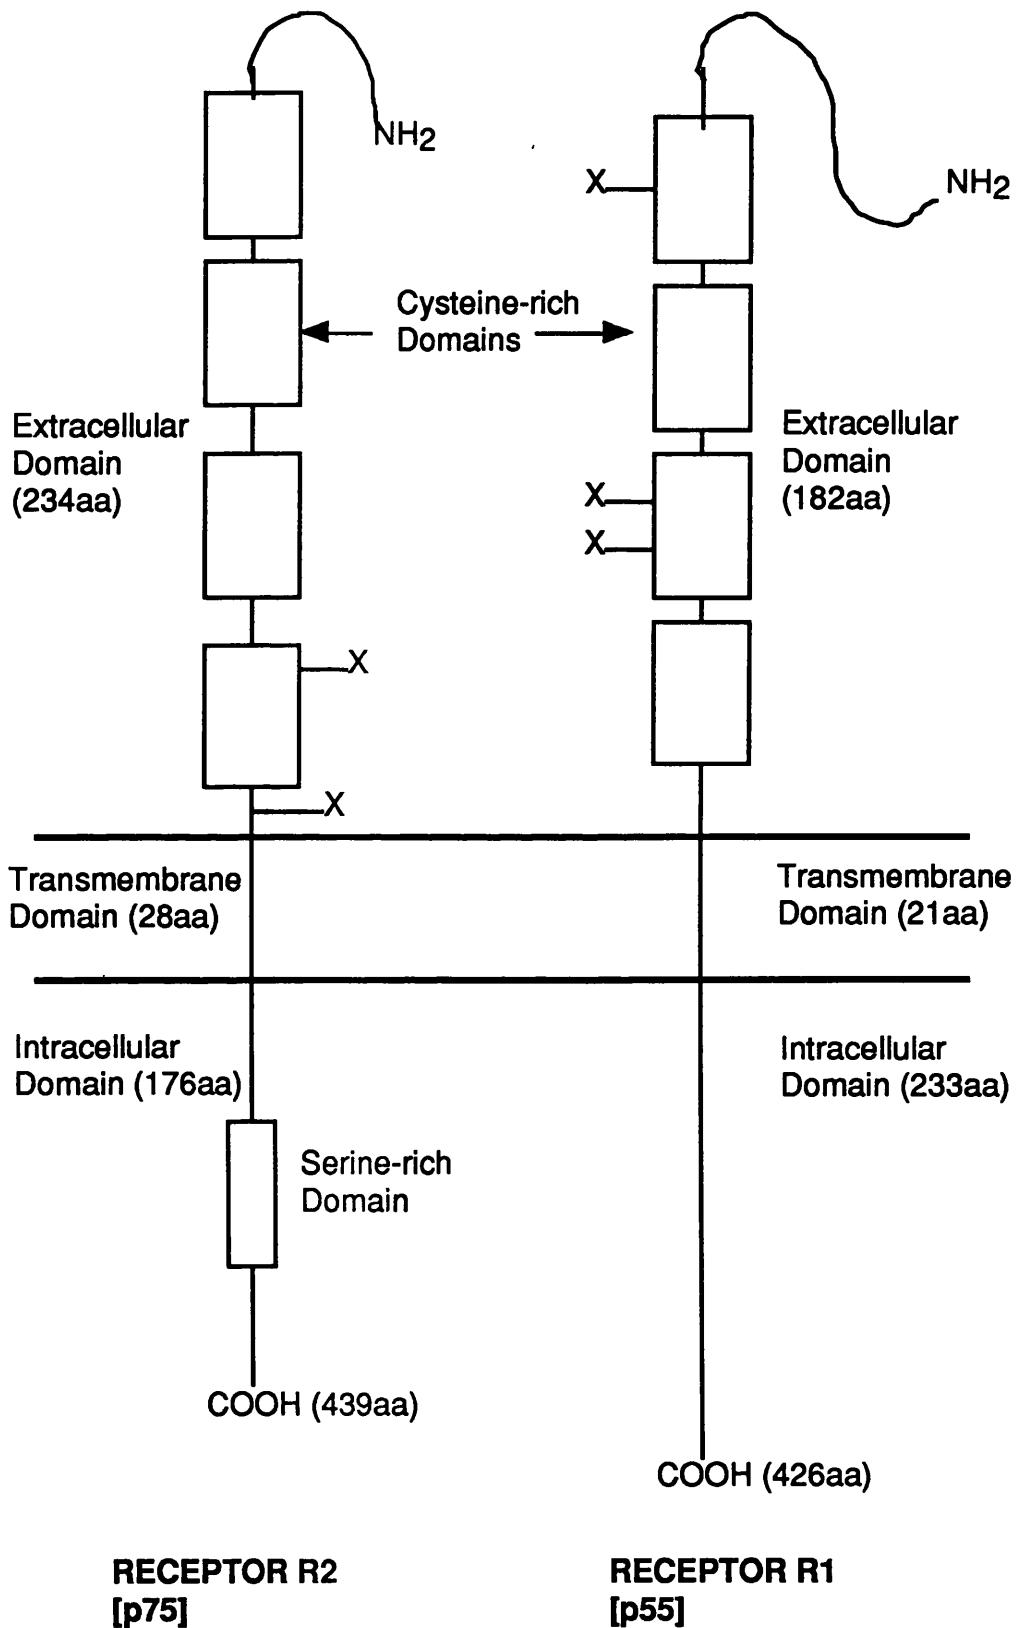 NH2
NH2
X
Cysteine-rich
Domains
Extracellular
Domain
(234aa)
Extracellular
Domain
(182aa)
X
X
X
X
Transmembrane
Domain (28aa)
Transmembrane
Domain (21aa)
Intracellular
Domain (176aa)
Intracellular
Domain (233aa)
Serine-rich
Domain
COOH (439aa)
COOH (426aa)
RECEPTOR R2
[p75]
RECEPTOR R1
[p55]